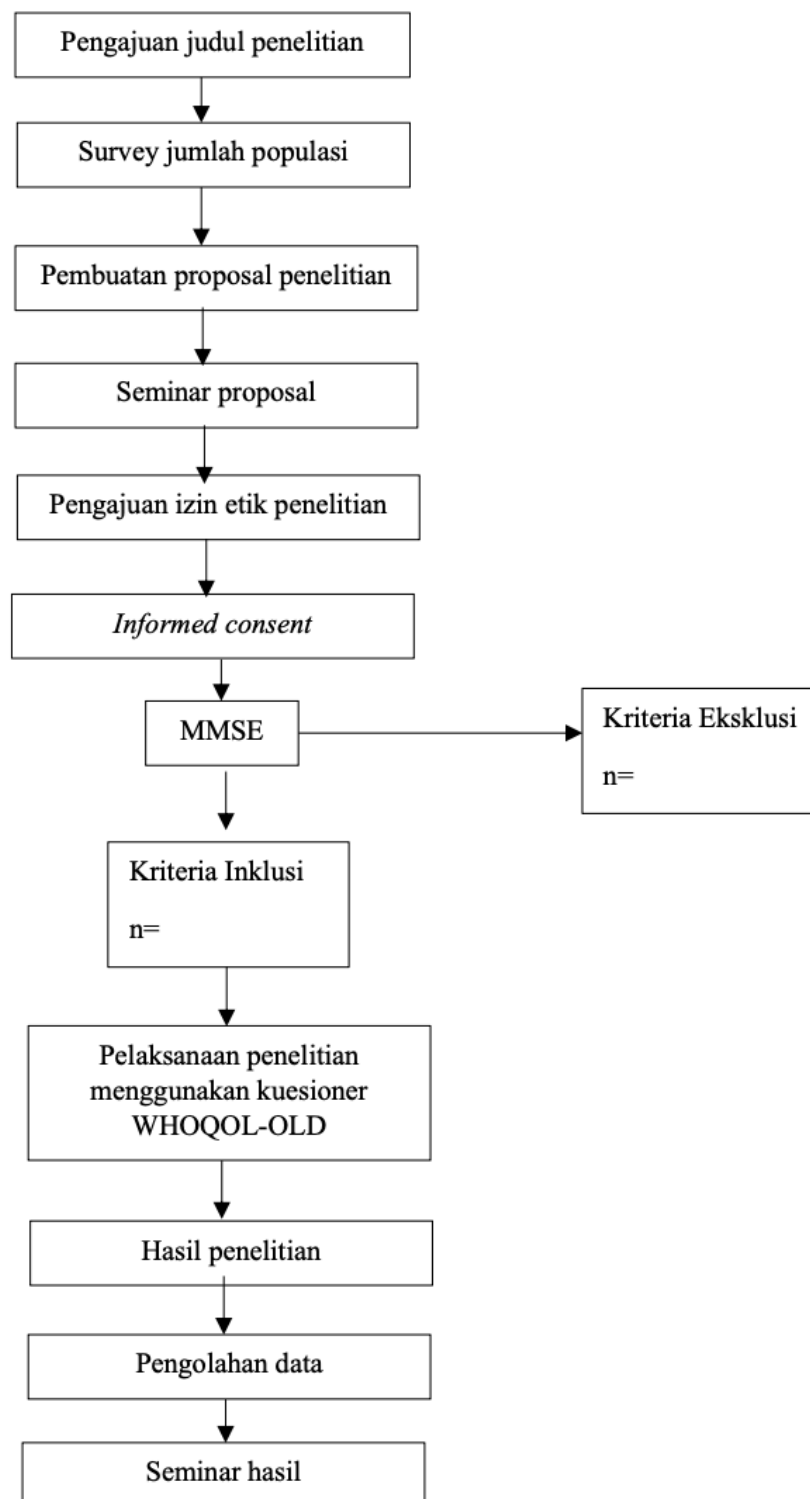 Pengajuan judul penelitian
Survey jumlah populasi
Pembuatan proposal penelitian
Seminar proposal
Pengajuan izin etik penelitian
Informed consent
MMSE
Kriteria Eksklusi
n=
Kriteria Inklusi
n=
Pelaksanaan penelitian
menggunakan kuesioner
WHOQOL-OLD
Hasil penelitian
Pengolahan data
Seminar hasil